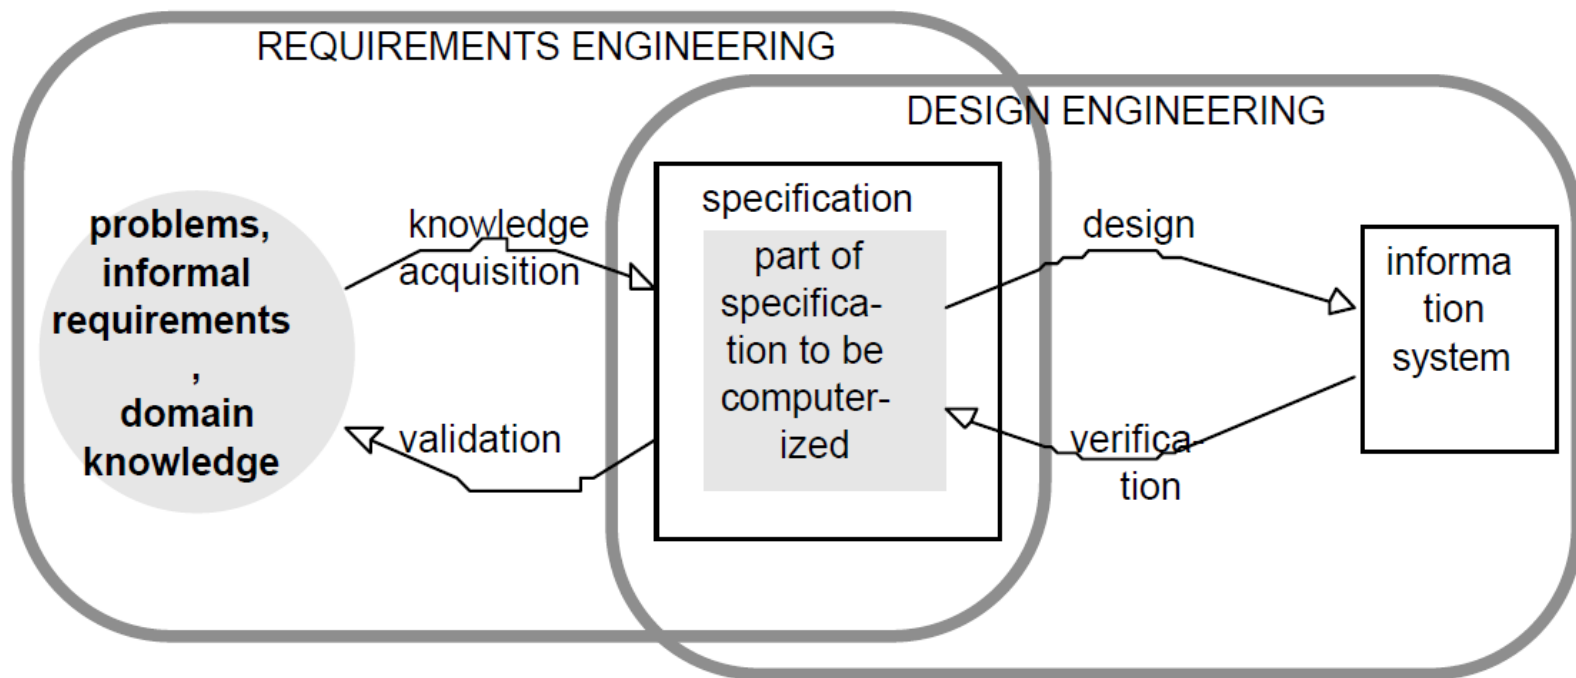 REQUIREMENTS ENGINEERING
DESIGN ENGINEERING
problems,
informal
requirements
,
domain
knowledge
knowledge
acquisition
validation
specification
part of
specifica-
tion to be
computer-
ized
design
verifica-
tion
informa
tion
system